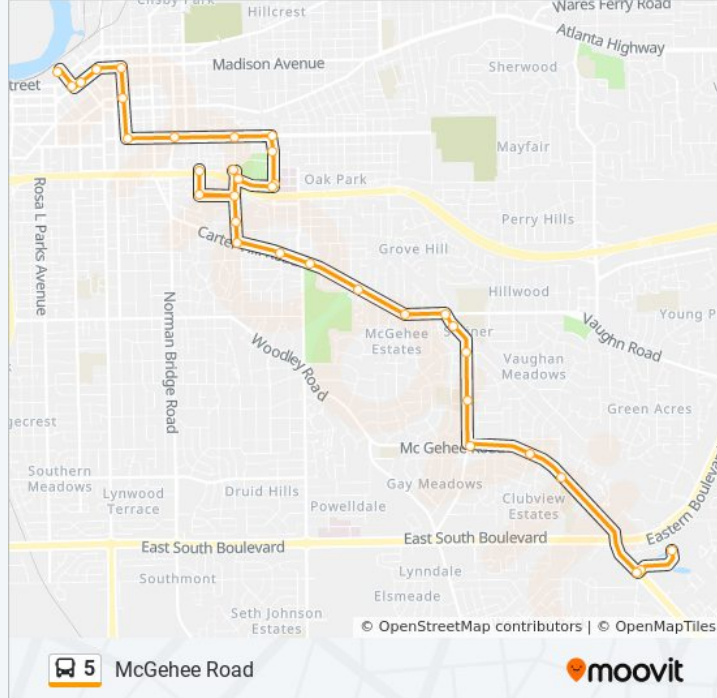 Hillcrest
Wares Ferry Road
Atlanta Highway
Madison Avenue
Sherwood
treet
Mayfair
Oak Park
Rosa L Parks Avenue
Perry Hills
Carte
Grove Hill
Hillwood
Norman Bridge Road
Young P
Vaughn Road
McGehee
Estates
Woodley Road
Vaughan
Meadows
Green Acres
gecrest
Mc Gehee
Southern
Meadows
Gay Meadows
Lynwood
Terrace
Druid Hills
Clubview
Estates
Powelldale
Eastern Boulevar
East South Boulevard
East South Boulevard
Southmont
Lynndale
Elsmeade
Seth Johnson
Estates
© OpenStreetMap contributors | © OpenMapTiles
5 McGehee Road
moovit